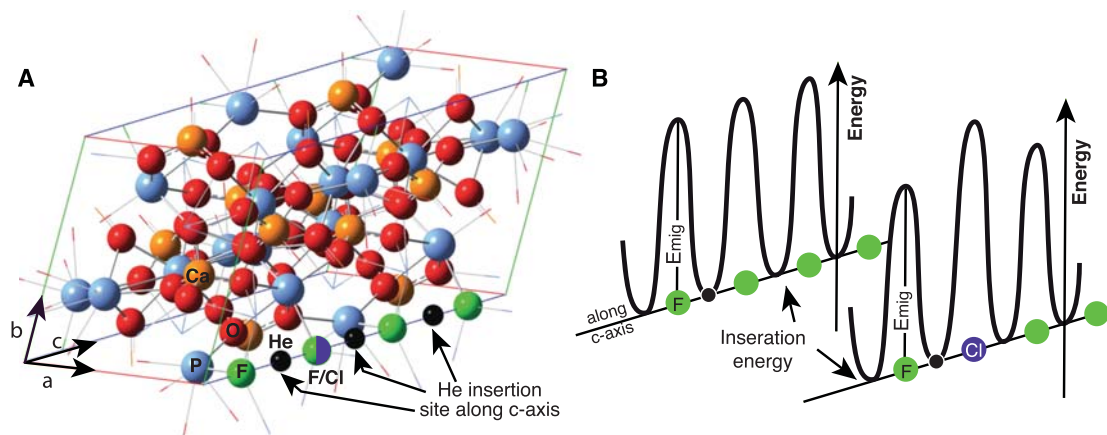 A
b
c
a
Ca
O
P
F
He
F/Cl
He insertion
site along c-axis
B
Energy
Emig
F
along
c-axis
Inseration
energy
Energy
Emig
F
Cl